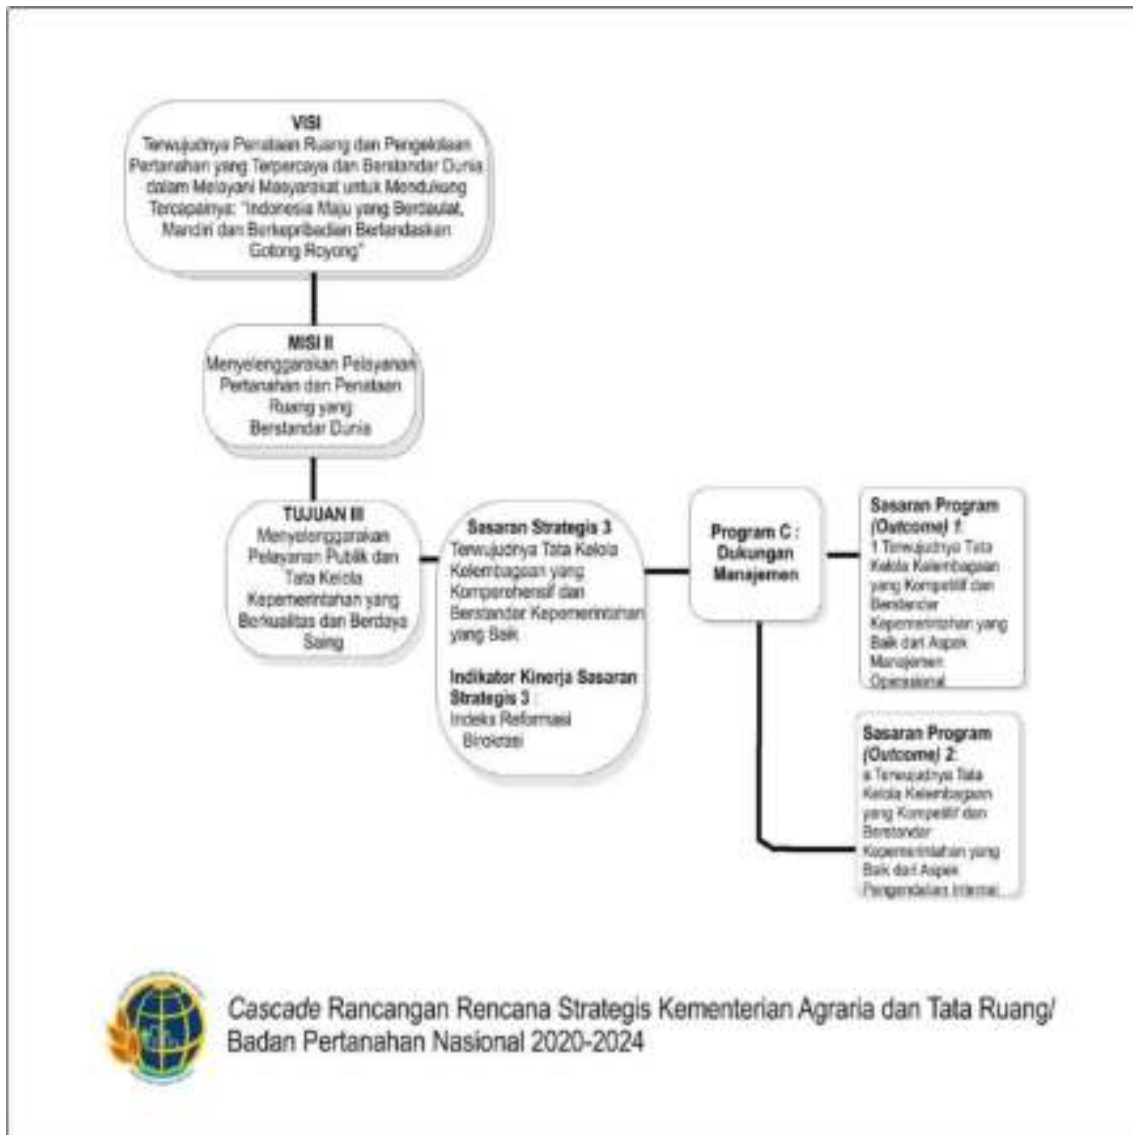 VISI
Terwujudnya Penataan Ruang dan Pengelolaan
Pertanahan yang Terpercaya dan Berstandar Dunia
dalam Melayani Masyarakat untuk Mendukung
Tercapainya: "Indonesia Maju yang Berdaulat,
Mandiri dan Berkepribadian Berlandaskan
Gotong Royong"
MISI II
Menyelenggarakan Pelayanan
Pertanahan dan Penataan
Ruang yang
Berstandar Dunia
TUJUAN III
Menyelenggarakan
Pelayanan Publik dan
Tata Kelola
Kepemerintahan yang
Berkualitas dan Berdaya
Saing
Sasaran Strategis 3
Terwujudnya Tata Kelola
Kelembagaan yang
Komperehensif dan
Berstandar Kepemerintahan
yang Baik
Indikator Kinerja Sasaran
Strategis 3 :
Indeks Reformasi
Birokrasi
Program C :
Dukungan
Manajemen
Sasaran Program
(Outcome) 1:
1 Terwujudnya Tata
Kelola Kelembagaan
yang Kompetitif dan
Berstandar
Kepemerintahan yang
Baik dari Aspek
Manajemen
Operasional
Sasaran Program
(Outcome) 2:
a Terwujudnya Tata
Kelola Kelembagaan
yang Kompetitif dan
Berstandar
Kepemerintahan yang
Baik dari Aspek
Pengendalian Internal
Cascade Rancangan Rencana Strategis Kementerian Agraria dan Tata Ruang/
Badan Pertanahan Nasional 2020-2024